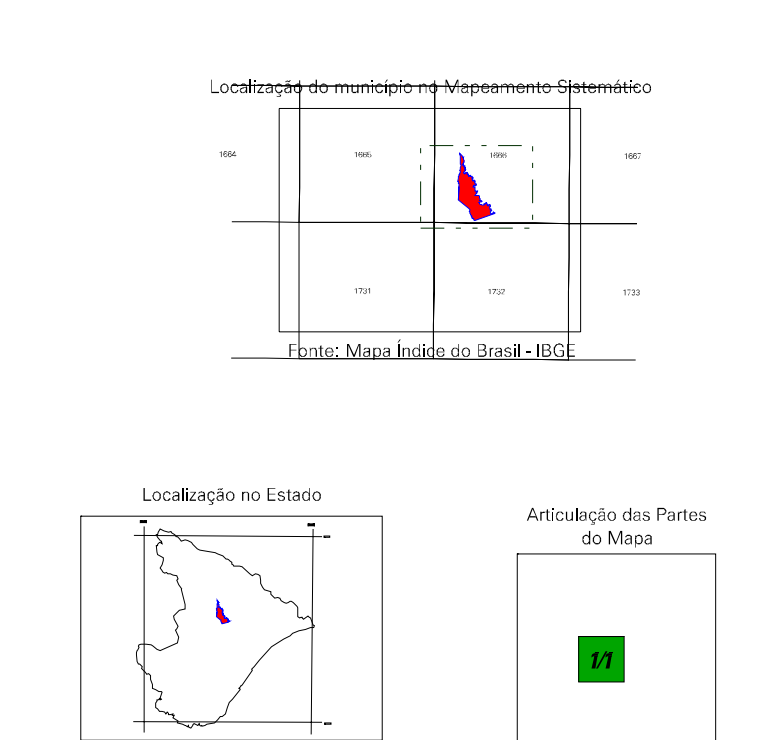 Localização do município no Mapeamento Sistemático
1664 1665 1666 1667
1731 1732 1733
Fonte: Mapa Índice do Brasil - IBGE
Localização no Estado
Articulação das Partes
do Mapa
1/1